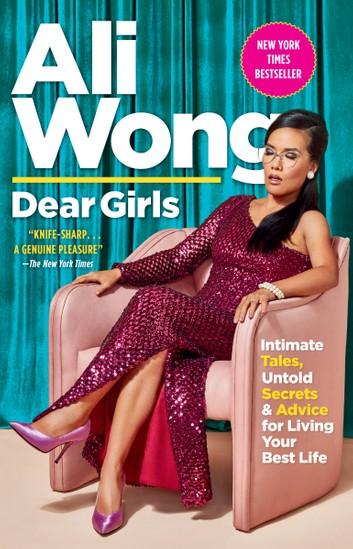 Ali
Wong
NEW YORK
TIMES
BESTSELLER
Dear Girls
“KNIFE-SHARP...
A GENUINE PLEASURE”
—The New York Times
Intimate
Tales,
Untold
Secrets
& Advice
for Living
Your
Best Life